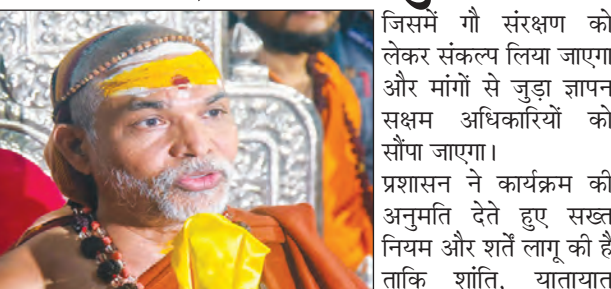 जिसमें गौ संरक्षण को
लेकर संकल्प लिया जाएगा
और मांगों से जुड़ा ज्ञापन
सक्षम अधिकारियों को
सौंपा जाएगा।
प्रशासन ने कार्यक्रम की
अनुमति देते हुए सख्त
नियम और शर्तें लागू की है
ताकि शांति, यातायात